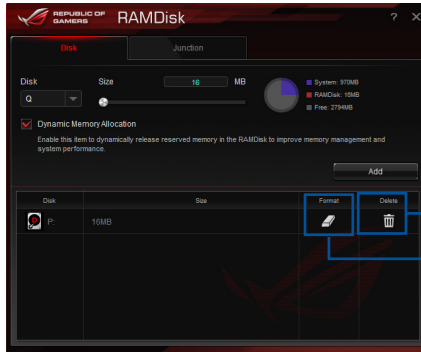 REPUBLIC OF
GAMERS
RAMDisk
? X
Disk
Junction
Disk
Size
16
MB
Q
System: 970MB
RAMDisk: 16MB
Free: 2794MB
Dynamic Memory Allocation
Enable this item to dynamically release reserved memory in the RAMDisk to improve memory management and
system performance.
Add
Disk
Size
Format
Delete
P:
16MB